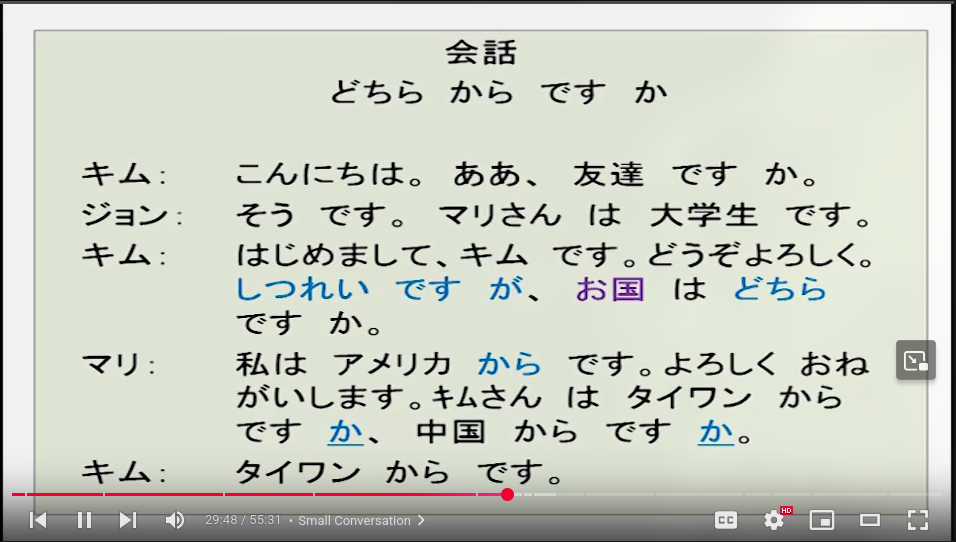 会話
どちら から です か
キム： こんにちは。 ああ、 友達 です か。
ジョン： そう です。 マリさん は 大学生 です。
キム： はじめまして、キム です。どうぞよろしく。
しつれい です が、 お国 は どちら
です か。
マリ： 私は アメリカ から です。よろしく おね
がいします。キムさん は タイワン から
です か、 中国 から です か。
キム： タイワン から です。
29:48 / 55:31 • Small Conversation
CC
HD